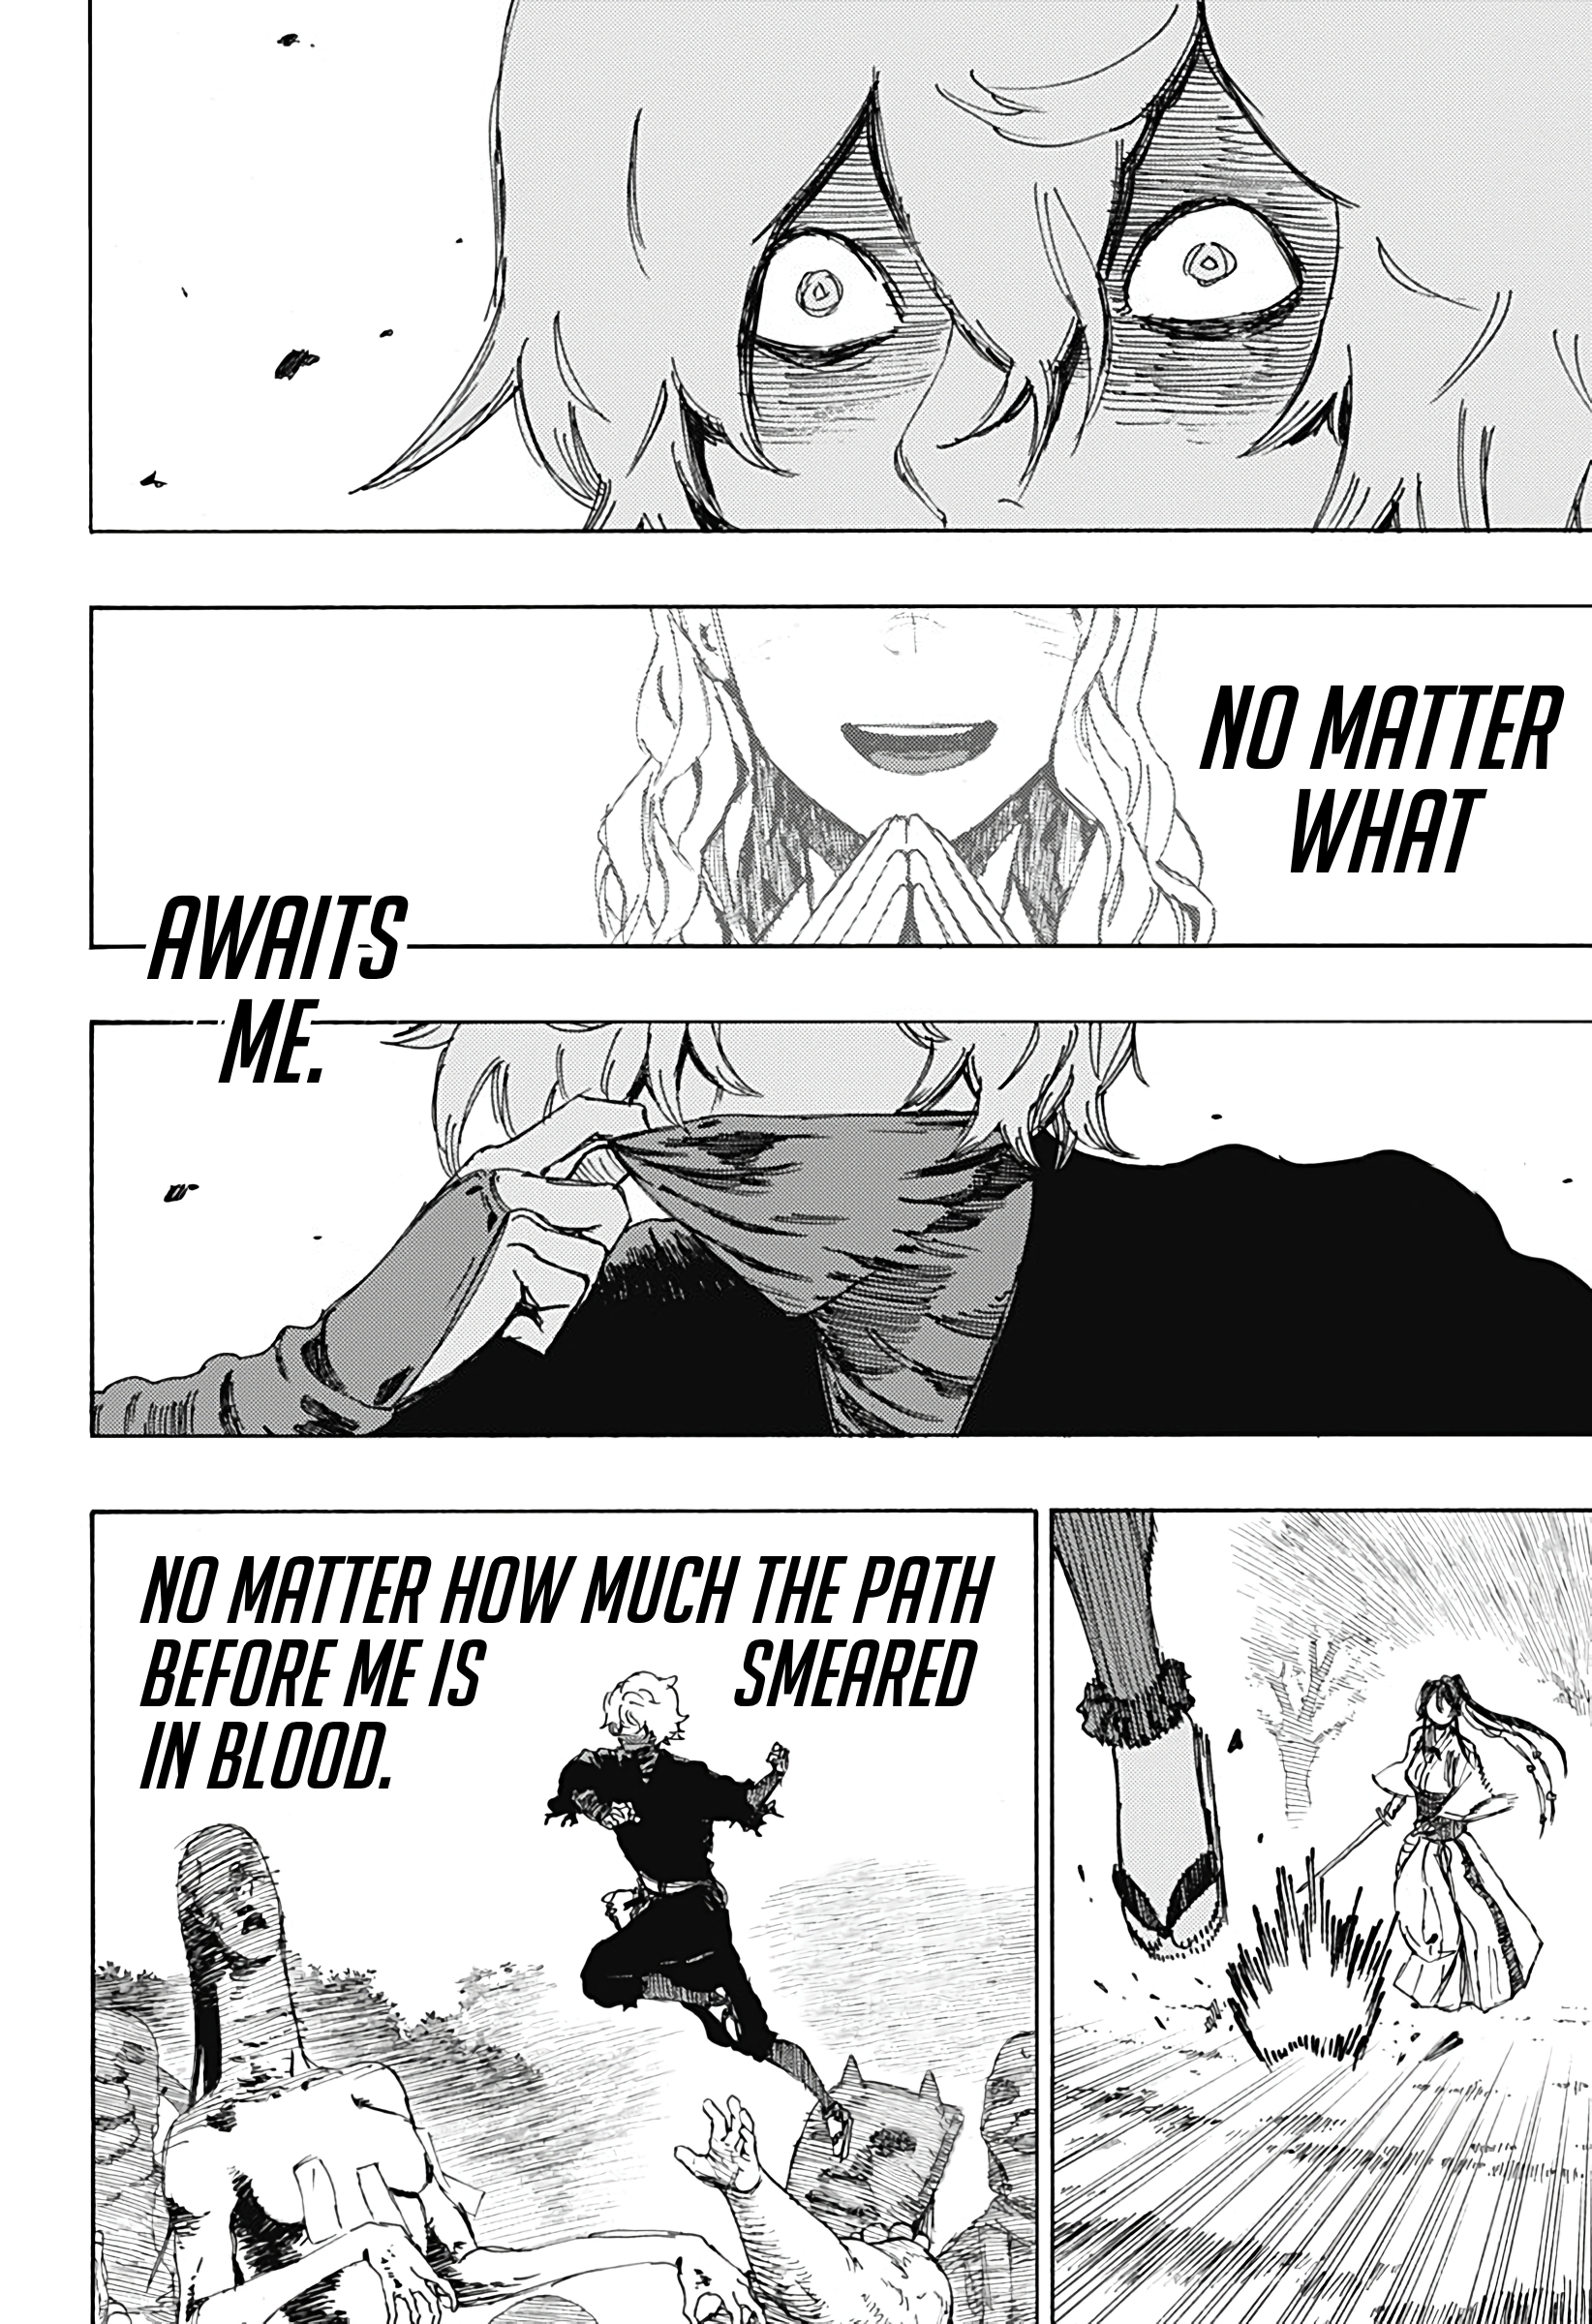 NO MATTER
WHAT
AWAITS
ME.
NO MATTER HOW MUCH THE PATH
BEFORE ME IS SMEARED
IN BLOOD.